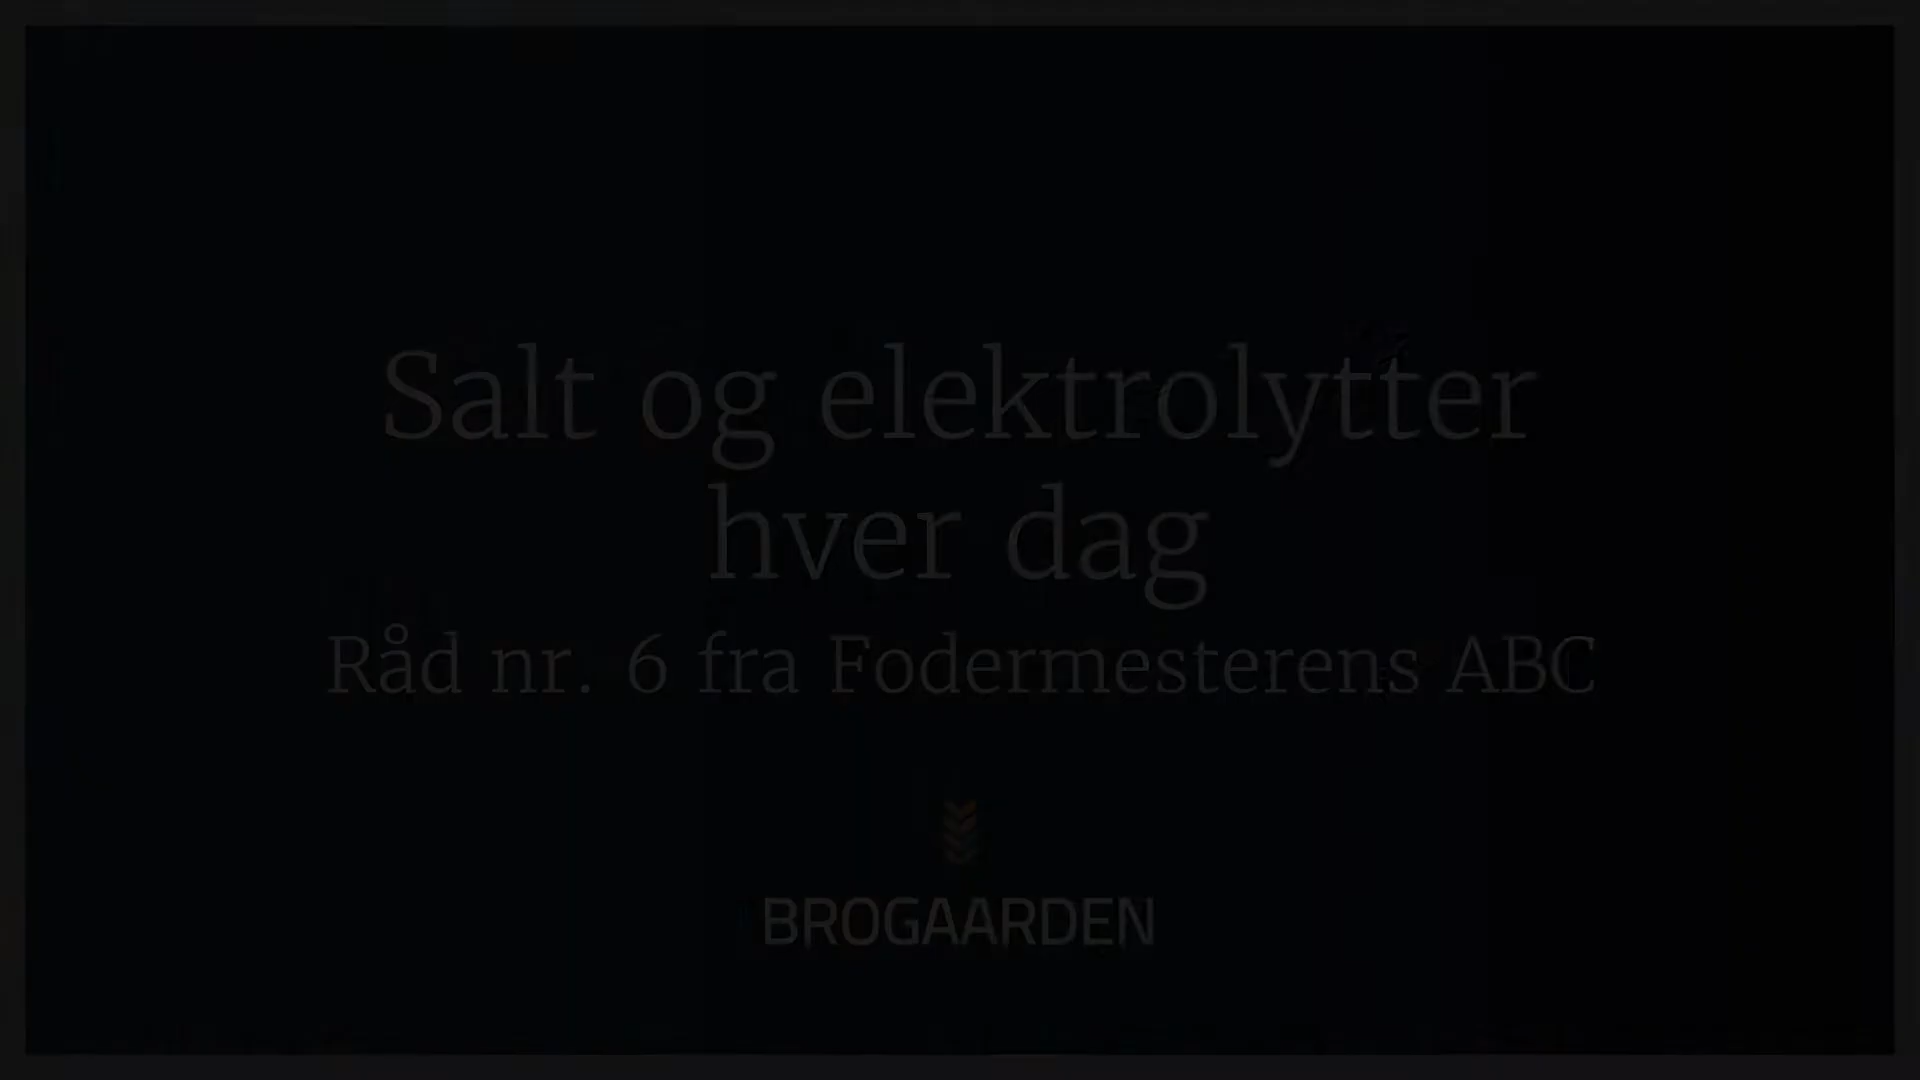 Salt og elektrolytter
hver dag
Råd nr. 6 fra Fodermesterens ABC
BROGAARDEN